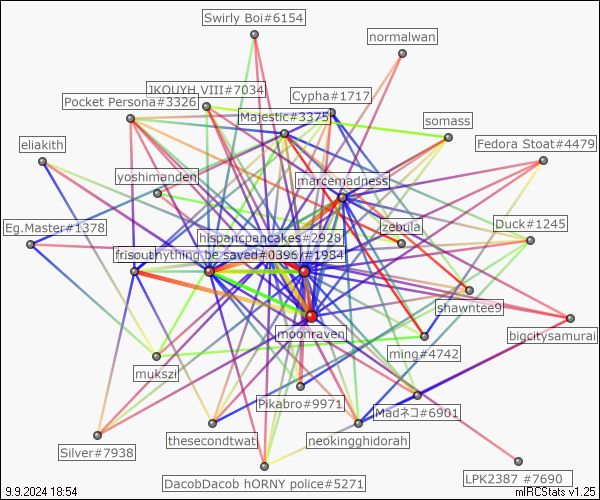 Swirly Boi#6154
normalwan
JKOUYH VIII#7034
Cypha#1717
Pocket Persona#3326
Majestic#3375
somass
eliakith
Fedora Stoat#4479
yoshimanden
marcemadness
Eg.Master#1378
Duck#1245
zebula
hispancpancakes#2928
frisout
anything be saved#0396
#1984
shawntee9
moonraven
bigcitysamurai
ming#4742
mukszi
Pikabro#9971
Madネコ#6901
Silver#7938
thesecondtwat
neokingghidorah
DacobDacob hORNY police#5271
LPK2387 #7690
9.9.2024 18:54
mIRCStats v1.25